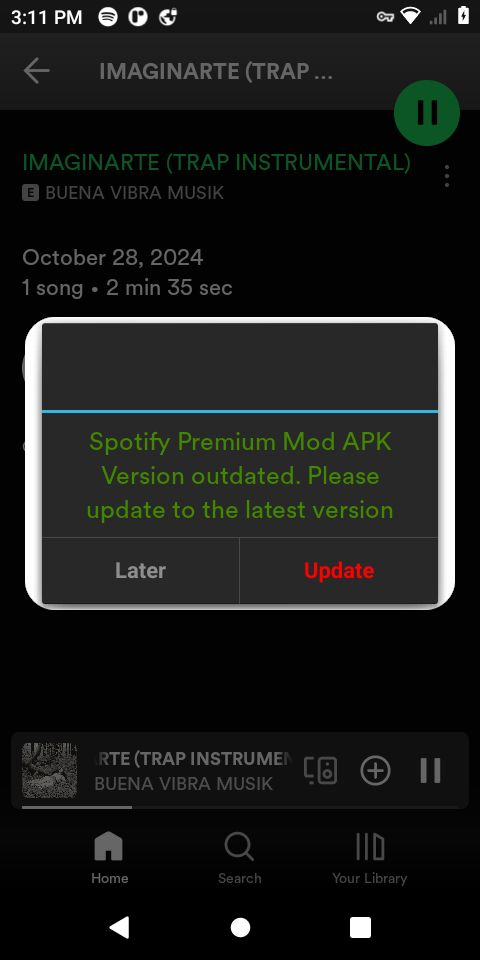 3:11 PM
IMAGINARTE (TRAP ...
IMAGINARTE (TRAP INSTRUMENTAL)
E BUENA VIBRA MUSIK
October 28, 2024
1 song • 2 min 35 sec
Spotify Premium Mod APK
Version outdated. Please
update to the latest version
Later
Update
RTE (TRAP INSTRUMEN
BUENA VIBRA MUSIK
Home
Search
Your Library